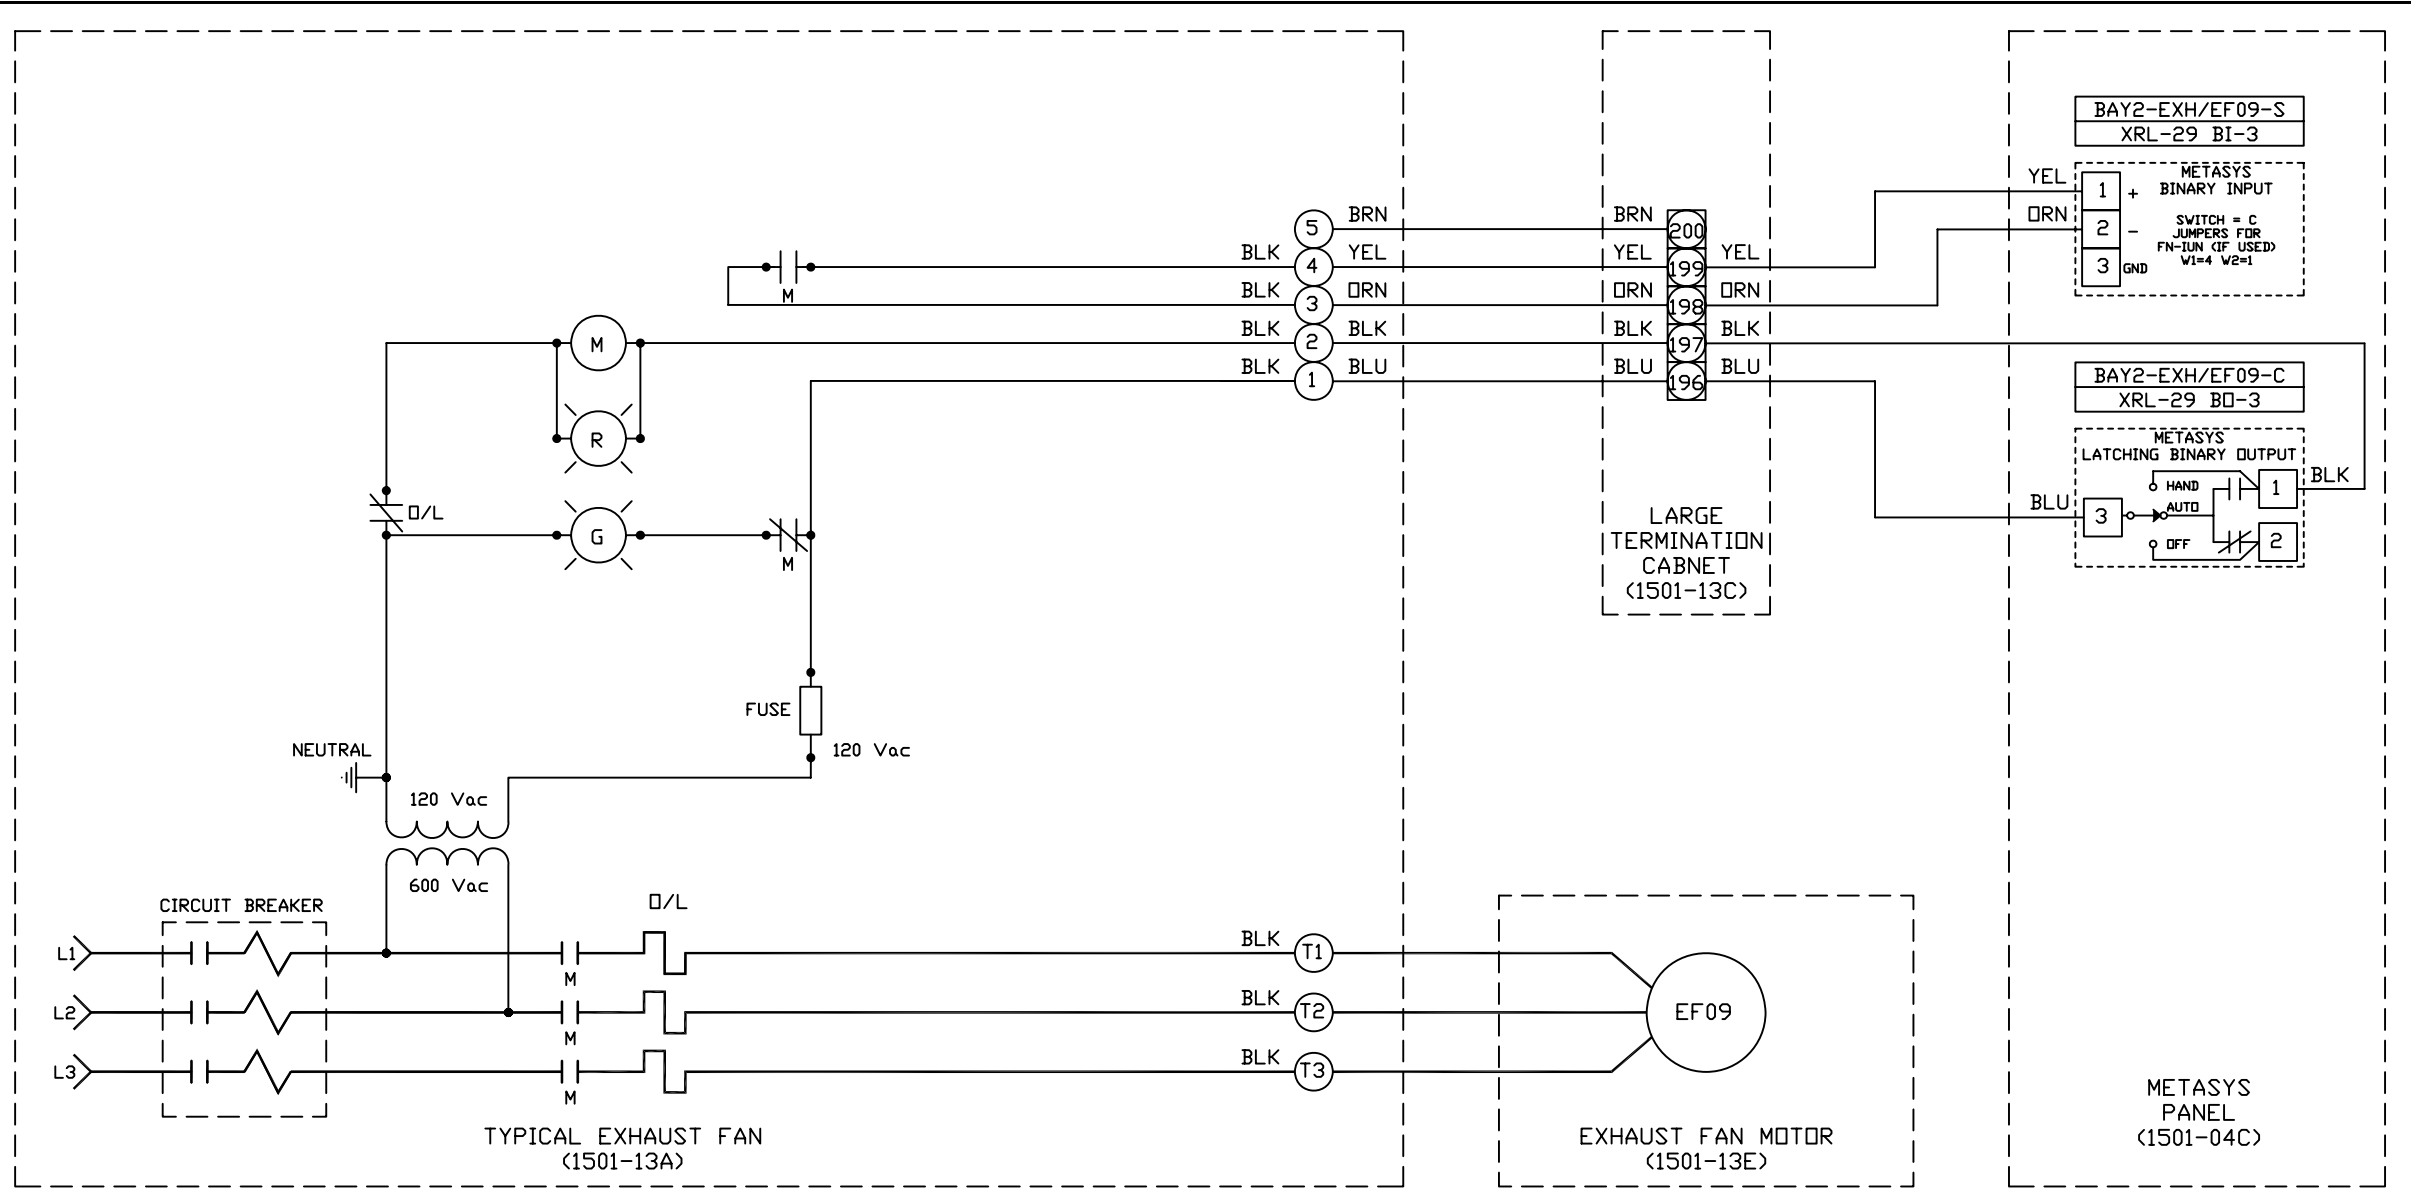 BAY2-EXH/EF09-S
XRL-29 BI-3
METASYS
BINARY INPUT
SWITCH = C
JUMPERS FOR
FN-IUN (IF USED)
W1=4 W2=1
YEL
1
+
ORN
2
-
3
GND
5
BRN
BRN
200
BLK
4
YEL
YEL
199
YEL
M
BLK
3
ORN
ORN
198
ORN
M
BLK
2
BLK
BLK
197
BLK
BLK
1
BLU
BLU
196
BLU
BAY2-EXH/EF09-C
XRL-29 BO-3
METASYS
LATCHING BINARY OUTPUT
HAND
AUTO
OFF
1
BLK
BLU
3
2
R
O/L
G
M
LARGE
TERMINATION
CABNET
(1501-13C)
FUSE
NEUTRAL
120 Vac
120 Vac
600 Vac
CIRCUIT BREAKER
O/L
L1
M
BLK
T1
L2
M
BLK
T2
EF09
L3
M
BLK
T3
TYPICAL EXHAUST FAN
(1501-13A)
EXHAUST FAN MOTOR
(1501-13E)
METASYS
PANEL
(1501-04C)